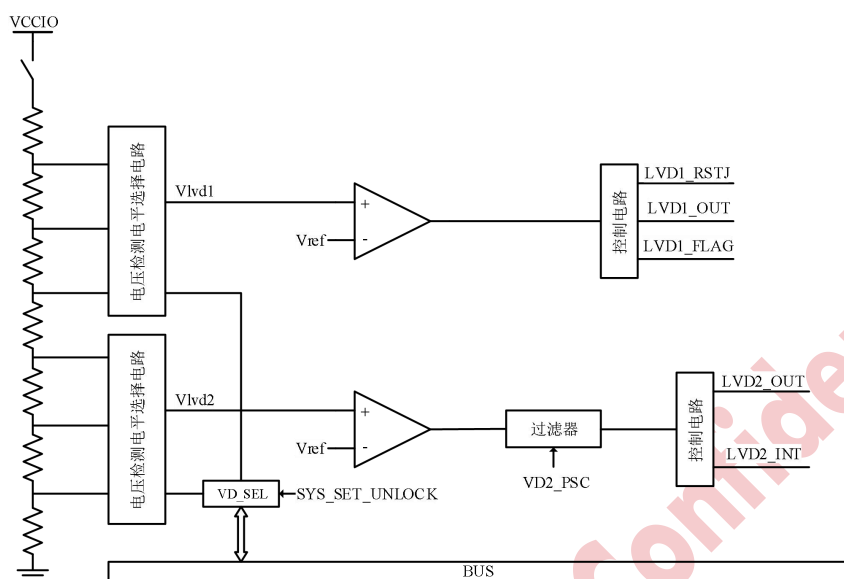 VCCIO
电压检测电平选择电路
Vlvd1
+
Vref
-
控制电路
LVD1_RSTJ
LVD1_OUT
LVD1_FLAG
电压检测电平选择电路
Vlvd2
+
Vref
-
过滤器
VD2_PSC
控制电路
LVD2_OUT
LVD2_INT
VD_SEL
SYS_SET_UNLOCK
BUS
Confiden